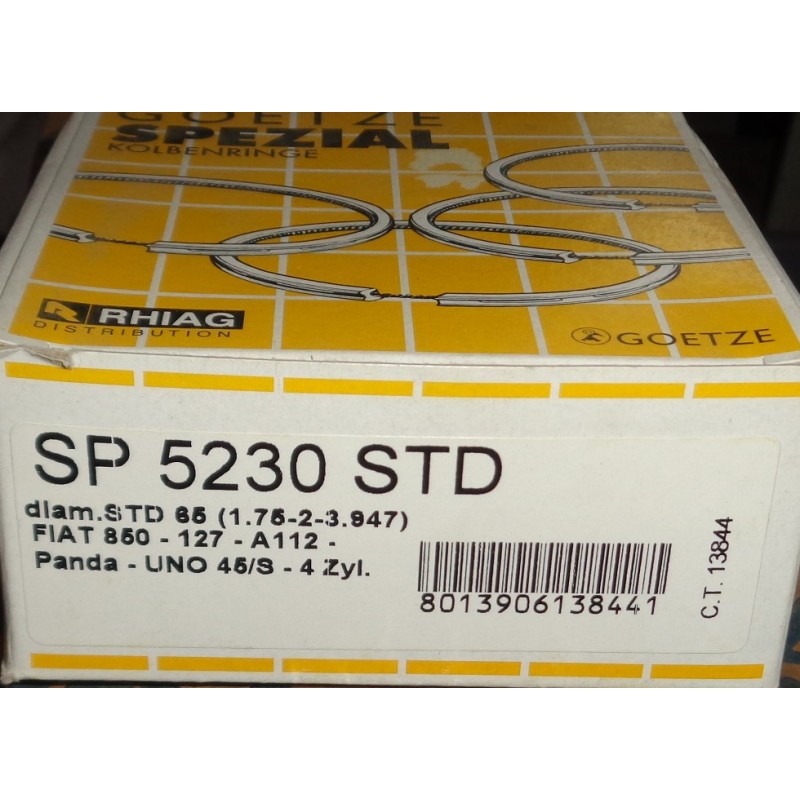 GOETZE
SPEZIAL
KOLBENRINGE
RHIAG
DISTRIBUTION
GOETZE
SP 5230 STD
diam.STD 65 (1.75-2-3.947)
FIAT 850 - 127 - A112 -
Panda - UNO 45/S - 4 Zyl.
8013906138441
C.T. 13844